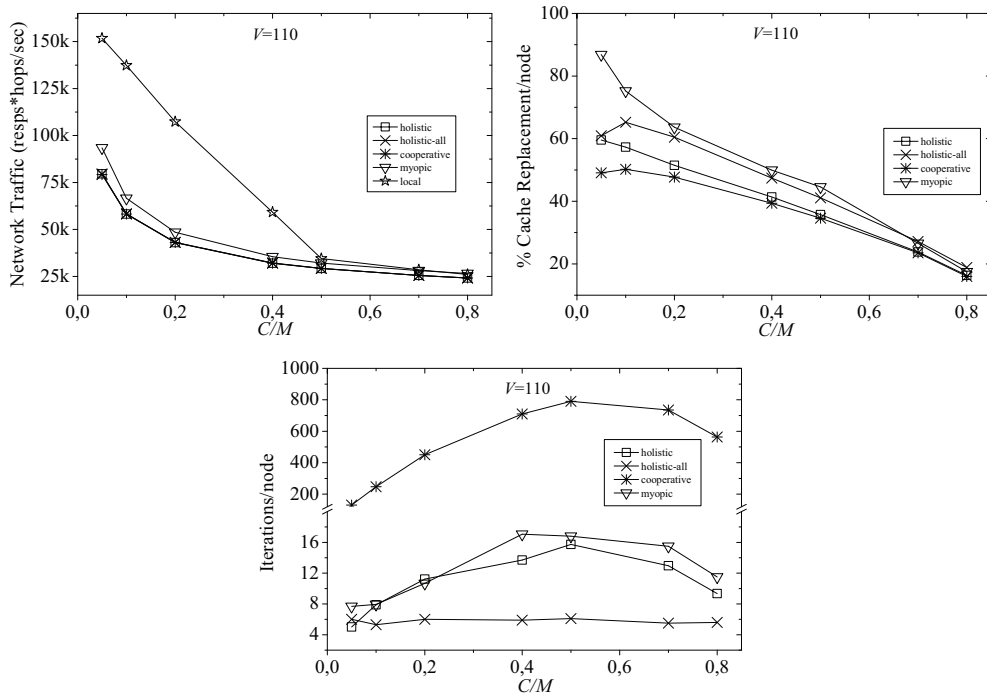 V=110
Network Traffic (resps*hops/sec)
150k
125k
100k
75k
50k
25k
holistic
holistic-all
cooperative
myopic
local
0,0 0,2 0,4 0,6 0,8
C/M
V=110
% Cache Replacement/node
100
80
60
40
20
holistic
holistic-all
cooperative
myopic
0,0 0,2 0,4 0,6 0,8
C/M
V=110
Iterations/node
1000
800
600
400
200
16
12
8
4
holistic
holistic-all
cooperative
myopic
0,0 0,2 0,4 0,6 0,8
C/M